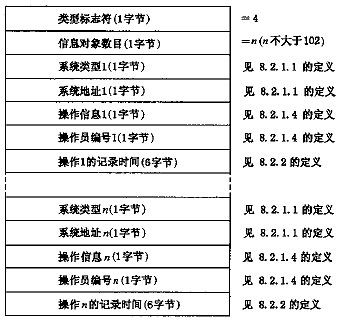 类型标志符(1字节) =4
信息对象数目(1字节) =n(n不大于102)
系统类型1(1字节) 见 8.2.1.1 的定义
系统地址1(1字节) 见 8.2.1.1 的定义
操作信息1(1字节) 见 8.2.1.4 的定义
操作员编号1(1字节) 见 8.2.1.4 的定义
操作1的记录时间(6字节) 见 8.2.2的定义
系统类型n(1字节) 见 8.2.1.1 的定义
系统地址n(1字节) 见 8.2.1.1 的定义
操作信息n(1字节) 见 8.2.1.4的定义
操作员编号n(1字节) 见 8.2.1.4 的定义
操作n的记录时间(6字节) 见 8.2.2 的定义